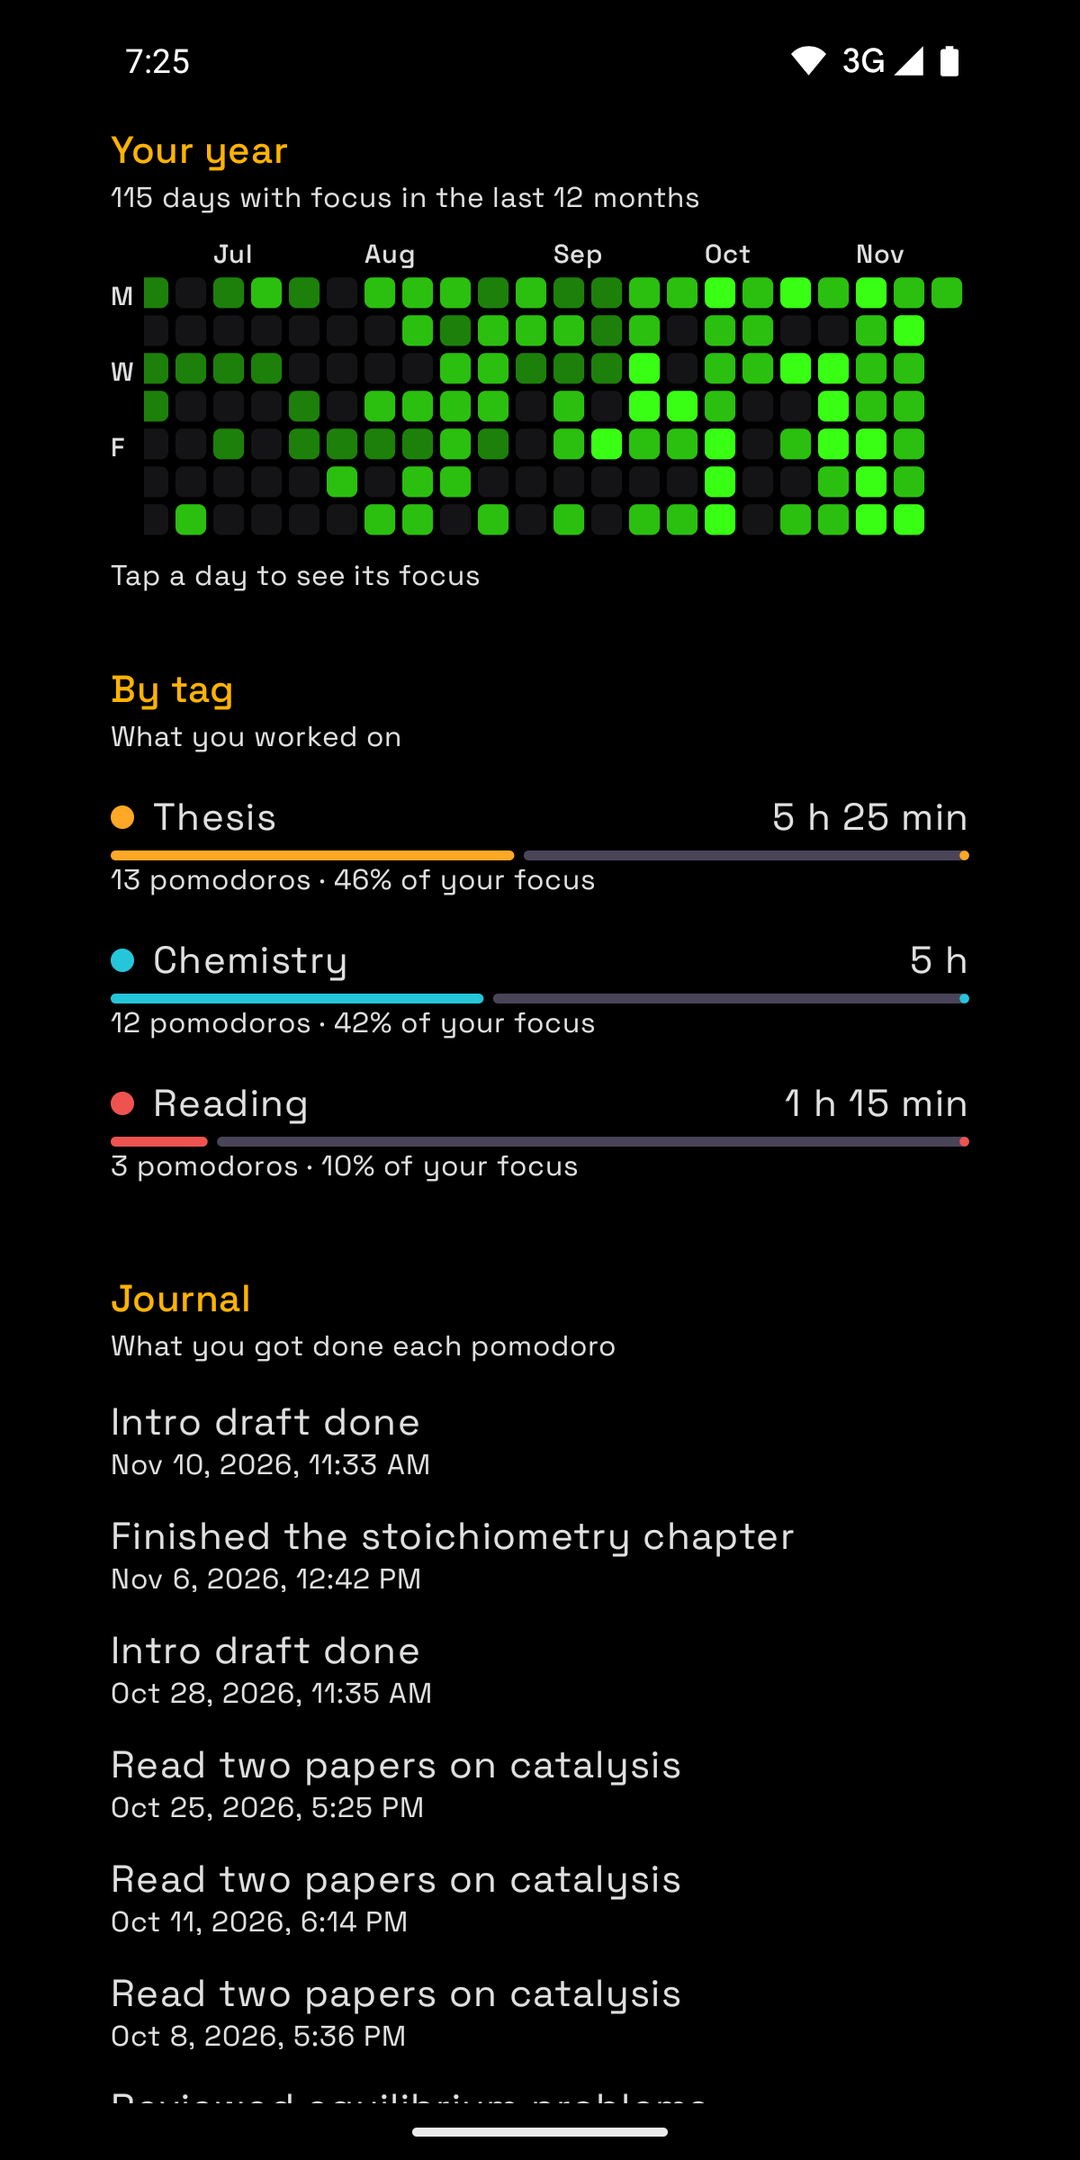 7:25 3G
Your year
115 days with focus in the last 12 months
Jul Aug Sep Oct Nov
M
W
F
Tap a day to see its focus
By tag
What you worked on
Thesis 5 h 25 min
13 pomodoros · 46% of your focus
Chemistry 5 h
12 pomodoros · 42% of your focus
Reading 1 h 15 min
3 pomodoros · 10% of your focus
Journal
What you got done each pomodoro
Intro draft done
Nov 10, 2026, 11:33 AM
Finished the stoichiometry chapter
Nov 6, 2026, 12:42 PM
Intro draft done
Oct 28, 2026, 11:35 AM
Read two papers on catalysis
Oct 25, 2026, 5:25 PM
Read two papers on catalysis
Oct 11, 2026, 6:14 PM
Read two papers on catalysis
Oct 8, 2026, 5:36 PM
Reviewed equilibrium problems